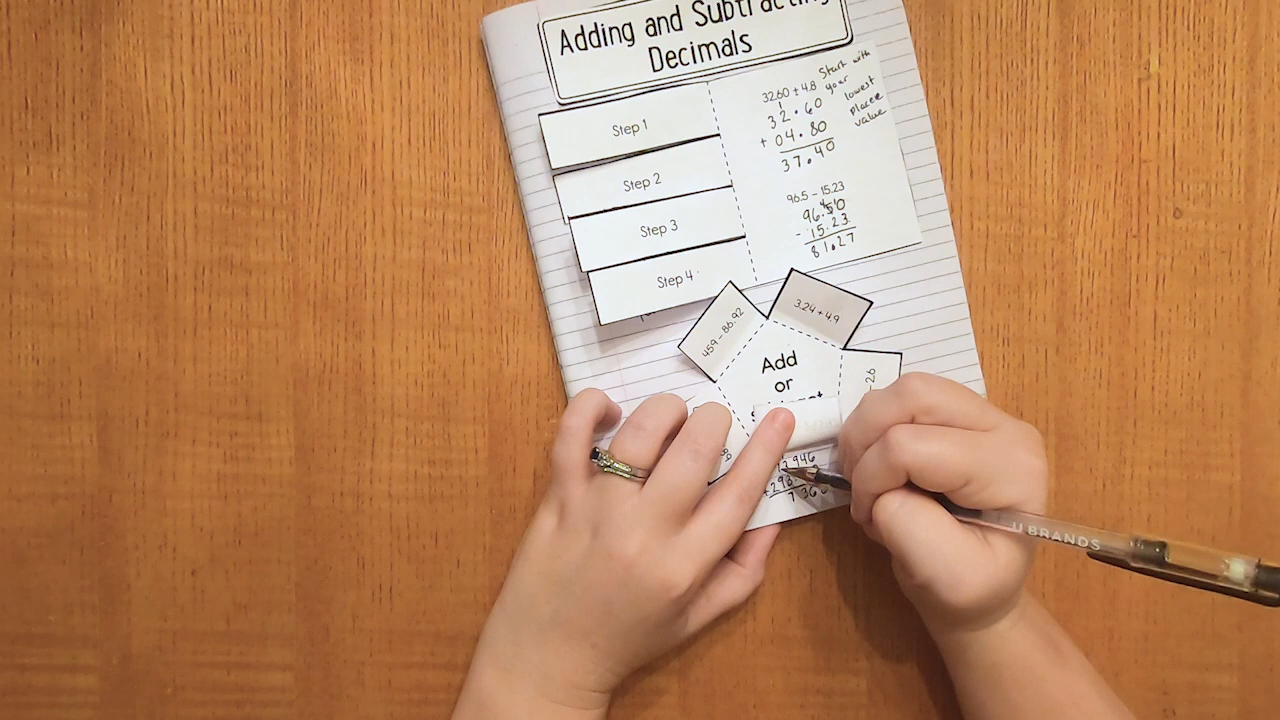 Adding and Subtracting
Decimals
Step 1
Step 2
Step 3
Step 4
32.60 + 4.8
1
32.60
+ 04.80
37.40
Start with
your
lowest
place
value
96.5 - 15.23
96.50
- 15.23
81.27
459 - 86.92
3.24 + 4.9
Add
or
U BRANDS